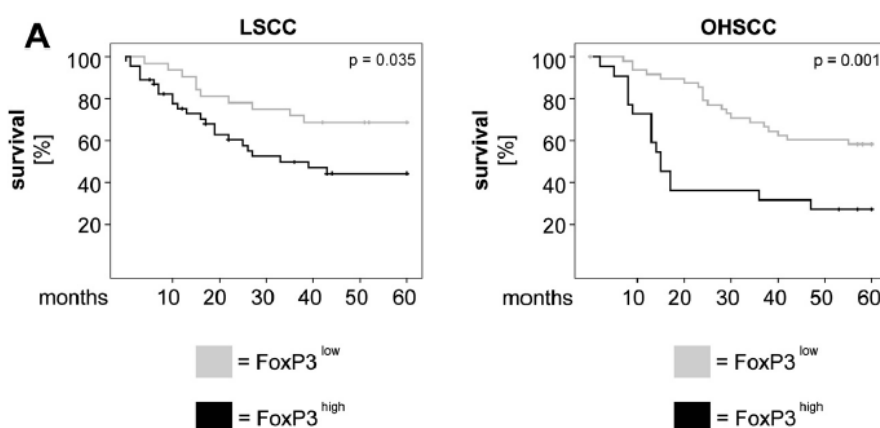 A
LSCC
p = 0.035
survival
[%]
100
80
60
40
20
months
10 20 30 40 50 60
= FoxP3 low
= FoxP3 high
OHSCC
p = 0.001
survival
[%]
100
80
60
40
20
months
10 20 30 40 50 60
= FoxP3 low
= FoxP3 high